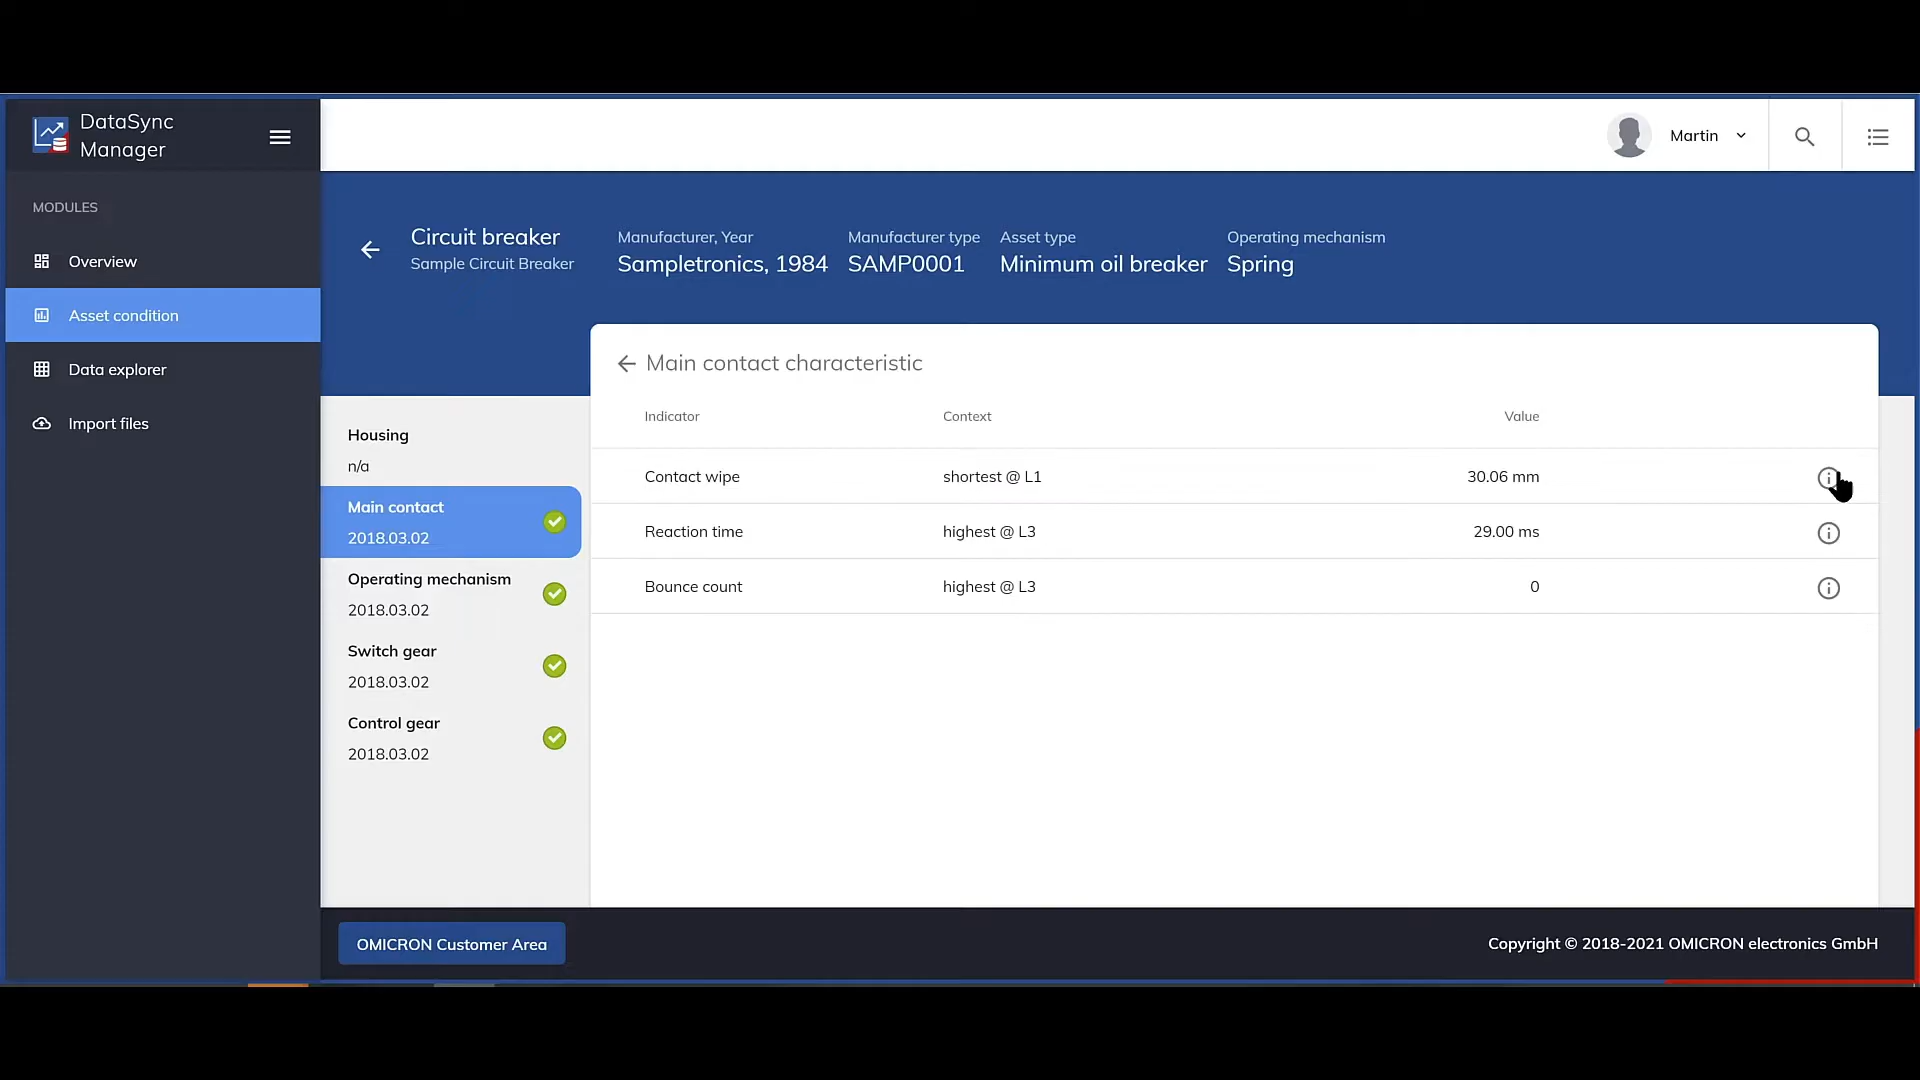 DataSync
Manager
MODULES
Overview
Asset condition
Data explorer
Import files
Martin
Circuit breaker
Sample Circuit Breaker
Manufacturer, Year
Sampletronics, 1984
Manufacturer type
SAMP0001
Asset type
Minimum oil breaker
Operating mechanism
Spring
Housing
n/a
Main contact
2018.03.02
Operating mechanism
2018.03.02
Switch gear
2018.03.02
Control gear
2018.03.02
Main contact characteristic
Indicator Context Value
Contact wipe shortest @ L1 30.06 mm
Reaction time highest @ L3 29.00 ms
Bounce count highest @ L3 0
OMICRON Customer Area
Copyright © 2018-2021 OMICRON electronics GmbH